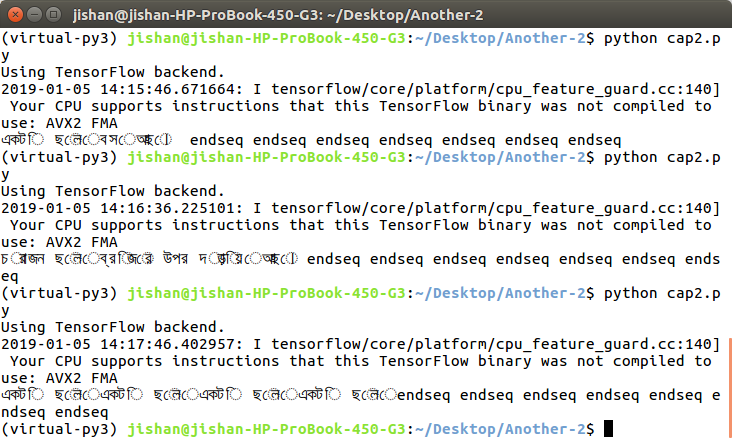 jishan@jishan-HP-ProBook-450-G3: ~/Desktop/Another-2
(virtual-py3) jishan@jishan-HP-ProBook-450-G3:~/Desktop/Another-2$ python cap2.p
y
Using TensorFlow backend.
2019-01-05 14:15:46.671664: I tensorflow/core/platform/cpu_feature_guard.cc:140]
 Your CPU supports instructions that this TensorFlow binary was not compiled to
use: AVX2 FMA
একটি ছেলে বসে আছে। endseq endseq endseq endseq endseq endseq endseq
(virtual-py3) jishan@jishan-HP-ProBook-450-G3:~/Desktop/Another-2$ python cap2.p
y
Using TensorFlow backend.
2019-01-05 14:16:36.225101: I tensorflow/core/platform/cpu_feature_guard.cc:140]
 Your CPU supports instructions that this TensorFlow binary was not compiled to
use: AVX2 FMA
চারজন ছেলে ব্রিজের উপর দাঁড়িয়ে আছে। endseq endseq endseq endseq endseq endseq ends
eq
(virtual-py3) jishan@jishan-HP-ProBook-450-G3:~/Desktop/Another-2$ python cap2.p
y
Using TensorFlow backend.
2019-01-05 14:17:46.402957: I tensorflow/core/platform/cpu_feature_guard.cc:140]
 Your CPU supports instructions that this TensorFlow binary was not compiled to
use: AVX2 FMA
একটি ছেলে একটি ছেলে একটি ছেলে একটি ছেলে endseq endseq endseq endseq endseq e
ndseq endseq
(virtual-py3) jishan@jishan-HP-ProBook-450-G3:~/Desktop/Another-2$